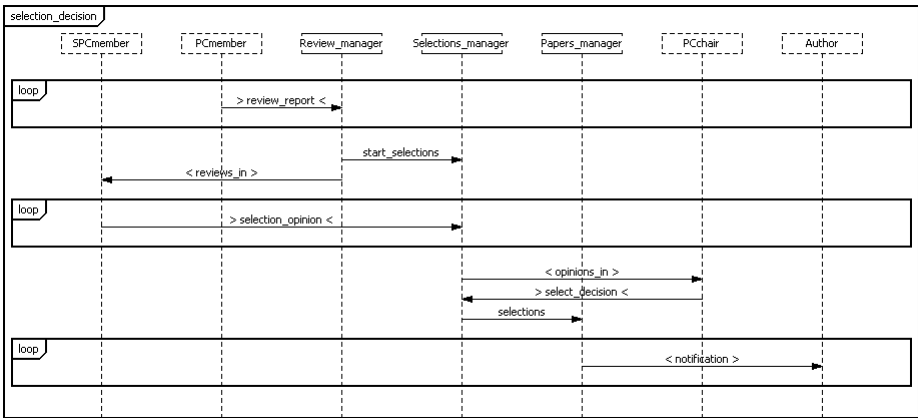 selection_decision
SPCmember PCmember Review_manager Selections_manager Papers_manager PCchair Author
loop
> review_report <
start_selections
< reviews_in >
loop
> selection_opinion <
< opinions_in >
> select_decision <
selections
loop
< notification >